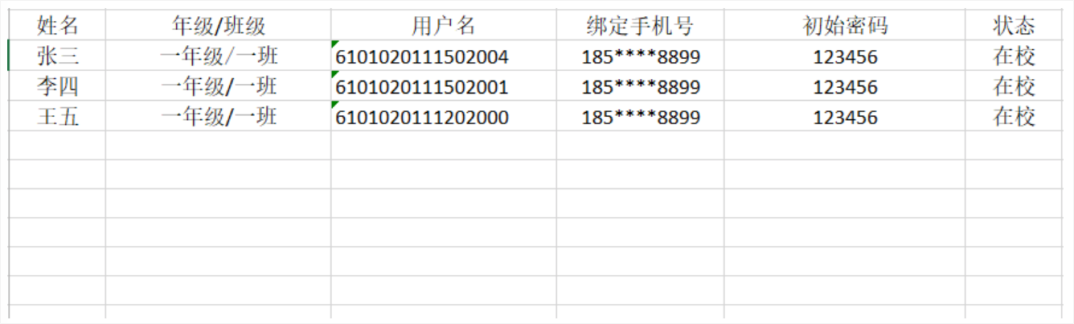 姓名 年级/班级 用户名 绑定手机号 初始密码 状态
张三 一年级/一班 6101020111502004 185****8899 123456 在校
李四 一年级/一班 6101020111502001 185****8899 123456 在校
王五 一年级/一班 6101020111202000 185****8899 123456 在校